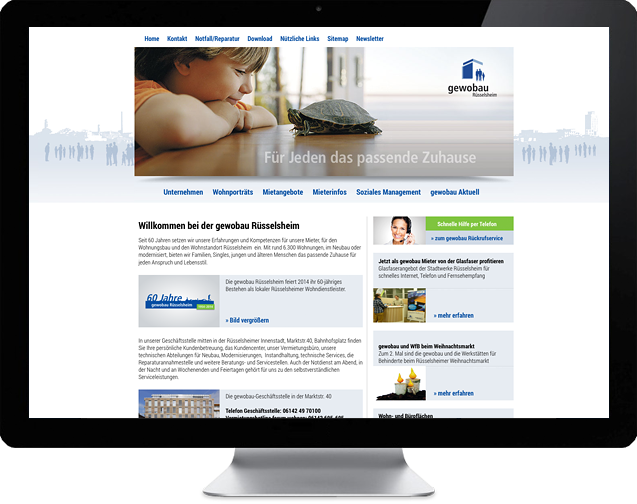 Home Kontakt Notfall/Reparatur Download Nützliche Links Sitemap Newsletter
gewobau
Rüsselsheim
Für Jeden das passende Zuhause
Unternehmen Wohnporträts Mietangebote Mieterinfos Soziales Management gewobau Aktuell
Willkommen bei der gewobau Rüsselsheim
Seit 60 Jahren setzen wir unsere Erfahrungen und Kompetenzen für unsere Mieter, für den
Wohnungsbau und den Wohnstandort Rüsselsheim ein. Mit rund 6.300 Wohnungen, im Neubau oder
modernisiert, bieten wir Familien, Singles, jungen und älteren Menschen das passende Zuhause für
jeden Anspruch und Lebensstil.
Die gewobau Rüsselsheim feiert 2014 ihr 60-jähriges
Bestehen als lokaler Rüsselsheimer Wohndienstleister.
60 Jahre
gewobau Rüsselsheim
» Bild vergrößern
In unserer Geschäftsstelle mitten in der Rüsselsheimer Innenstadt, Marktstr.40, Bahnhofsplatz finden
Sie Ihre persönliche Kundenbetreuung, das Kundencenter, unser Vermietungsbüro, unsere
technischen Abteilungen für Neubau, Modernisierungen, Instandhaltung, technische Services, die
Reparaturannahmestelle und weitere Beratungs- und Servicestellen. Auch der Notdienst am Abend, in
der Nacht und an Wochenenden und Feiertagen gehört für uns zu den selbstverständlichen
Serviceleistungen.
Die gewobau-Geschäftsstelle in der Marktstr. 40
Telefon Geschäftsstelle: 06142 49 70100
Schnelle Hilfe per Telefon
» zum gewobau Rückrufservice
Jetzt als gewobau Mieter von der Glasfaser profitieren
Glasfaserangebot der Stadtwerke Rüsselsheim für
schnelles Internet, Telefon und Fernsehempfang
» mehr erfahren
gewobau und WfB beim Weihnachtsmarkt
Zum 2. Mal sind die gewobau und die Werkstätten für
Behinderte beim Rüsselsheimer Weihnachtsmarkt
» mehr erfahren
Wohn- und Büroflächen